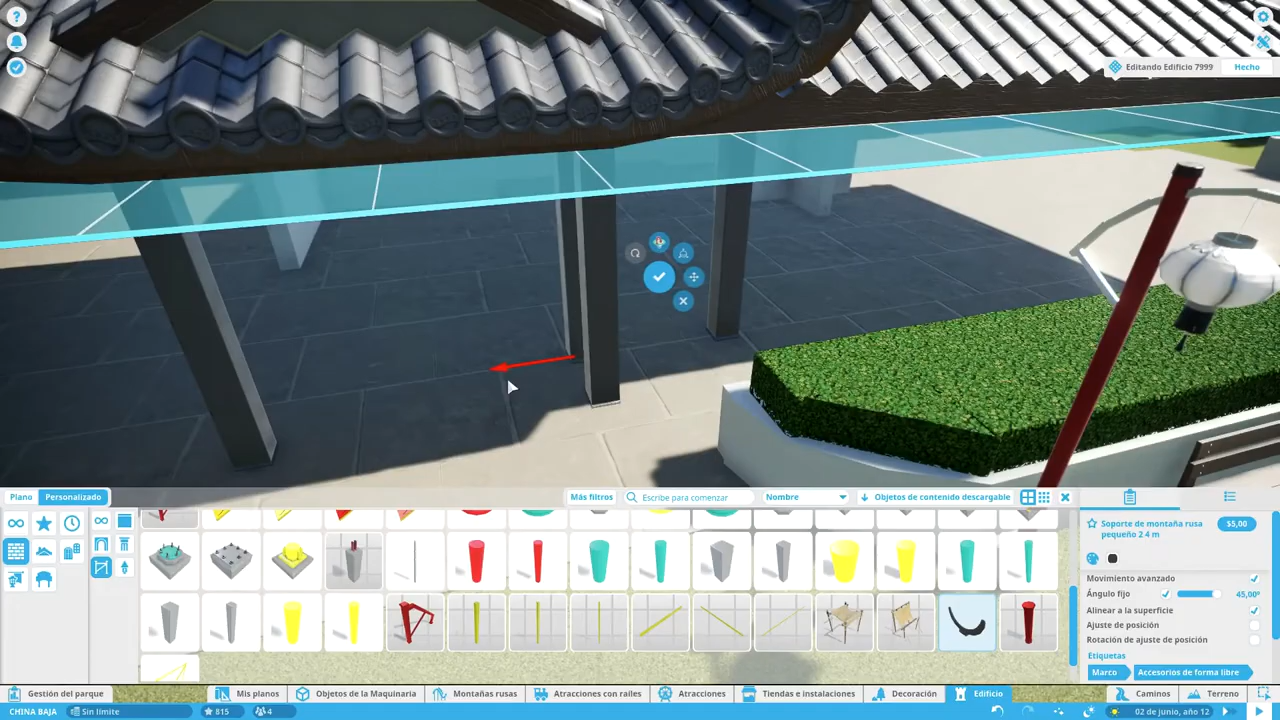 ?
Editando Edificio 7999 Hecho
Plano Personalizado Más filtros Escribe para comenzar Nombre Objetos de contenido descargable
Soporte de montaña rusa pequeño 2 4 m $5,00
Movimiento avanzado
Ángulo fijo 45,00°
Alinear a la superficie
Ajuste de posición
Rotación de ajuste de posición
Etiquetas
Marco Accesorios de forma libre
Gestión del parque Mis planos Objetos de la Maquinaria Montañas rusas Atracciones con raíles Atracciones Tiendas e instalaciones Decoración Edificio Caminos Terreno
CHINA BAJA Sin límite 815 4 02 de junio, año 12